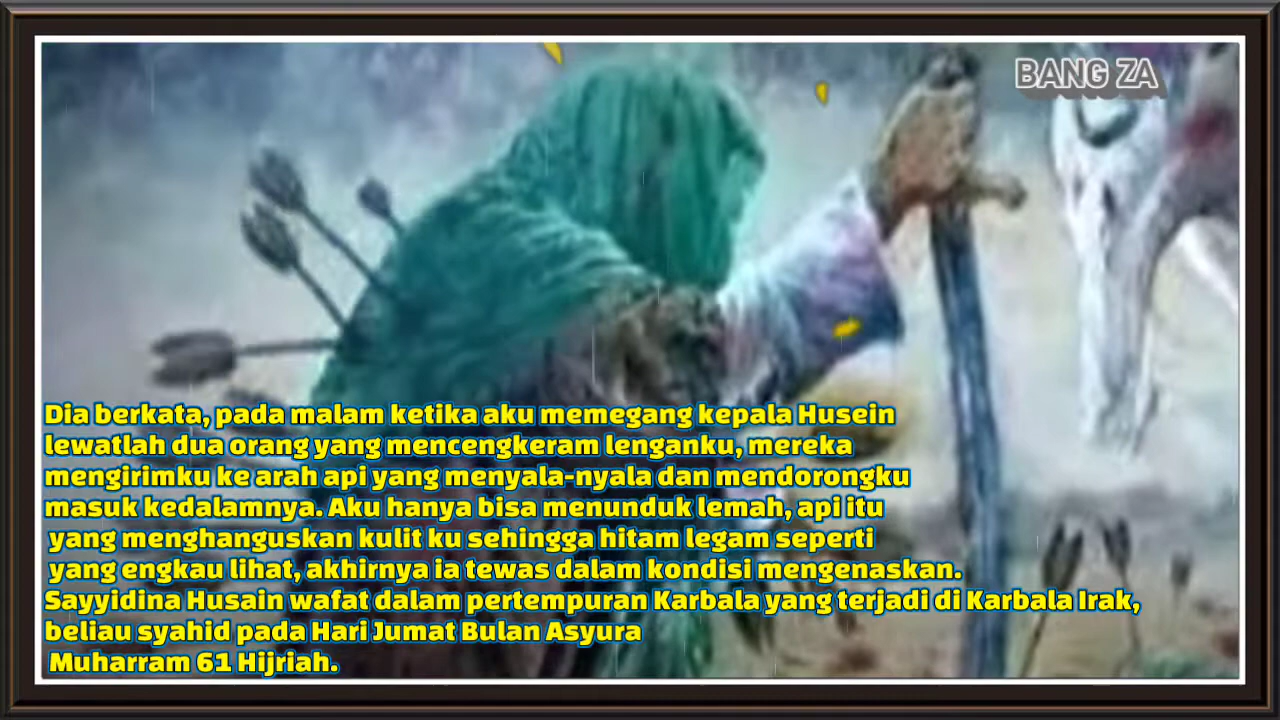 BANG ZA
Dia berkata, pada malam ketika aku memegang kepala Husein
lewatlah dua orang yang mencengkeram lenganku, mereka
mengirimku ke arah api yang menyala-nyala dan mendorongku
masuk kedalamnya. Aku hanya bisa menunduk lemah, api itu
yang menghanguskan kulit ku sehingga hitam legam seperti
yang engkau lihat, akhirnya ia tewas dalam kondisi mengenaskan.
Sayyidina Husain wafat dalam pertempuran Karbala yang terjadi di Karbala Irak,
beliau syahid pada Hari Jumat Bulan Asyura
Muharram 61 Hijriah.